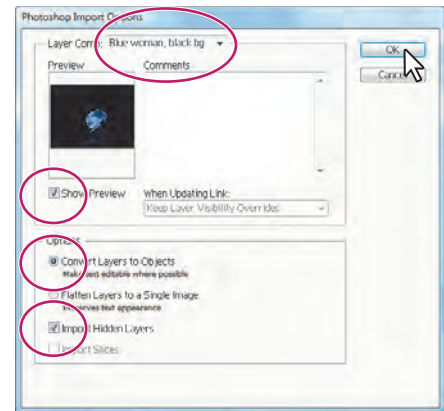 Photoshop Import Options
Layer Comp: Blue woman, black bg
OK
Preview Comments
Cancel
Show Preview When Updating Link:
Keep Layer Visibility Overrides
Options
Convert Layers to Objects
Make text editable where possible
Flatten Layers to a Single Image
Preserves text appearance
Import Hidden Layers
Import Slices